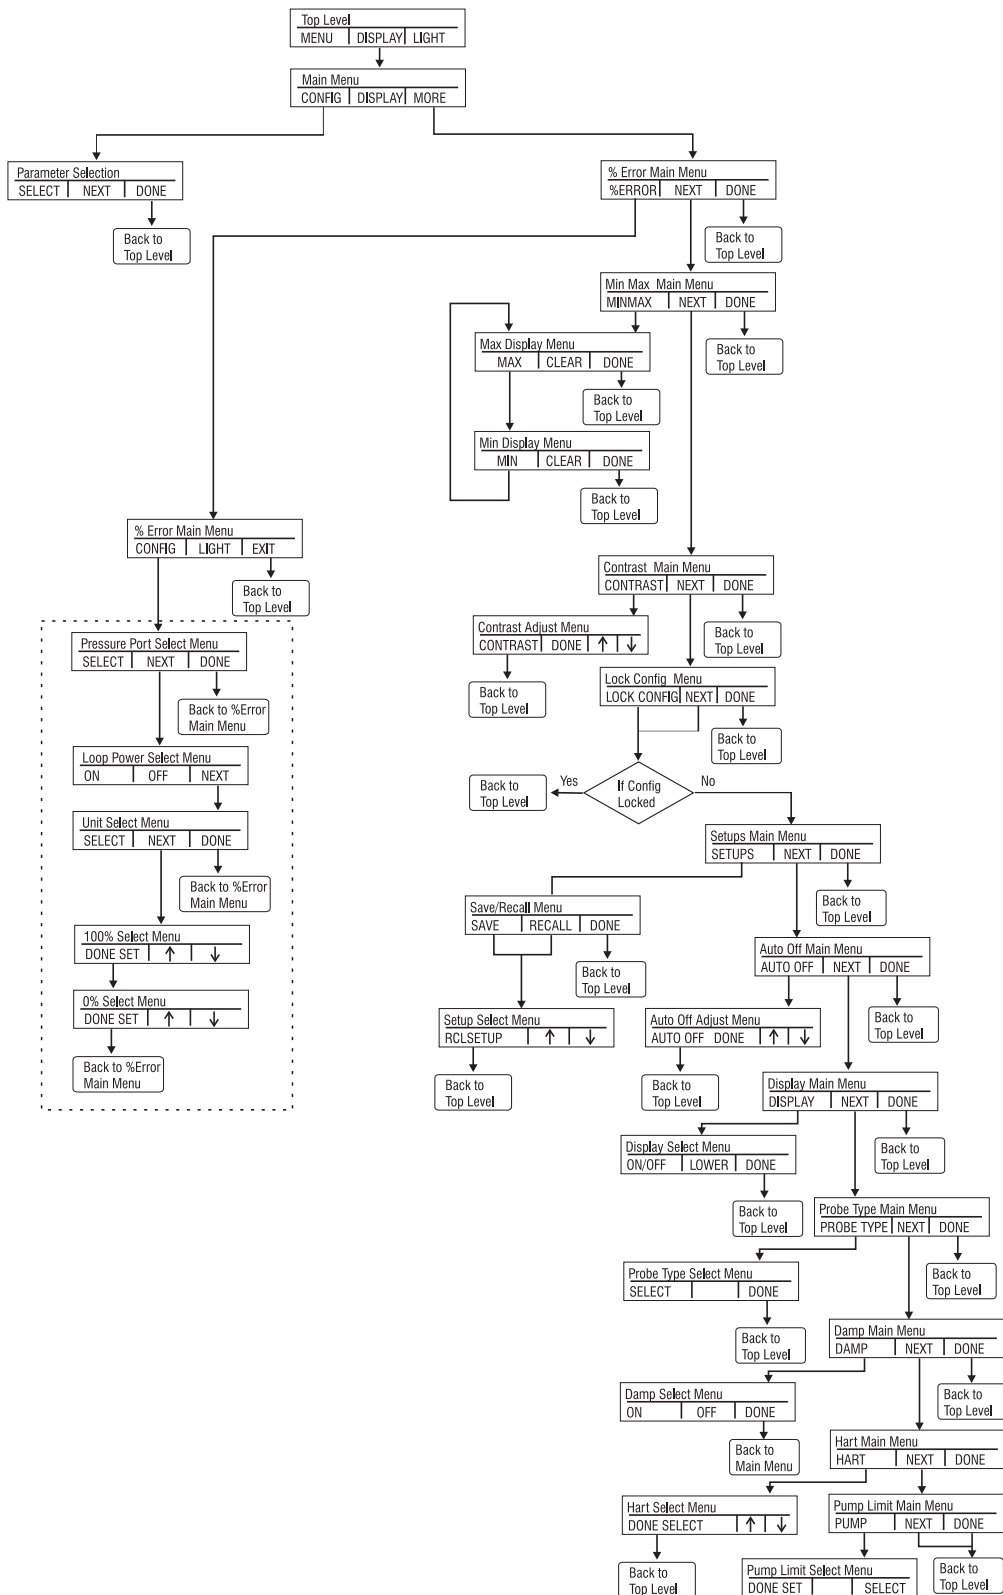 Top Level
MENU DISPLAY LIGHT
Main Menu
CONFIG DISPLAY MORE
Parameter Selection
SELECT NEXT DONE
Back to
Top Level
% Error Main Menu
%ERROR NEXT DONE
Back to
Top Level
Min Max Main Menu
MINMAX NEXT DONE
Back to
Top Level
Max Display Menu
MAX CLEAR DONE
Back to
Top Level
Min Display Menu
MIN CLEAR DONE
Back to
Top Level
% Error Main Menu
CONFIG LIGHT EXIT
Back to
Top Level
Pressure Port Select Menu
SELECT NEXT DONE
Back to %Error
Main Menu
Loop Power Select Menu
ON OFF NEXT
Unit Select Menu
SELECT NEXT DONE
Back to %Error
Main Menu
100% Select Menu
DONE SET ↑ ↓
0% Select Menu
DONE SET ↑ ↓
Back to %Error
Main Menu
Contrast Main Menu
CONTRAST NEXT DONE
Back to
Top Level
Contrast Adjust Menu
CONTRAST DONE ↑ ↓
Back to
Top Level
Lock Config Menu
LOCK CONFIG NEXT DONE
Back to
Top Level
If Config
Locked
Yes
No
Back to
Top Level
Setups Main Menu
SETUPS NEXT DONE
Back to
Top Level
Save/Recall Menu
SAVE RECALL DONE
Back to
Top Level
Setup Select Menu
RCLSETUP ↑ ↓
Back to
Top Level
Auto Off Main Menu
AUTO OFF NEXT DONE
Back to
Top Level
Auto Off Adjust Menu
AUTO OFF DONE ↑ ↓
Back to
Top Level
Display Main Menu
DISPLAY NEXT DONE
Back to
Top Level
Display Select Menu
ON/OFF LOWER DONE
Back to
Top Level
Probe Type Main Menu
PROBE TYPE NEXT DONE
Back to
Top Level
Probe Type Select Menu
SELECT DONE
Back to
Top Level
Damp Main Menu
DAMP NEXT DONE
Back to
Top Level
Damp Select Menu
ON OFF DONE
Back to
Main Menu
Hart Main Menu
HART NEXT DONE
Hart Select Menu
DONE SELECT ↑ ↓
Back to
Top Level
Pump Limit Main Menu
PUMP NEXT DONE
Back to
Top Level
Pump Limit Select Menu
DONE SET SELECT